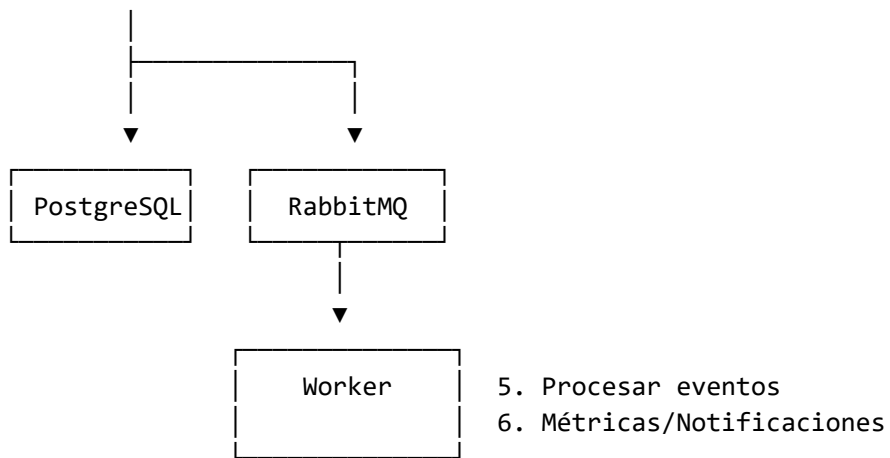 PostgreSQL RabbitMQ
Worker 5. Procesar eventos
6. Métricas/Notificaciones